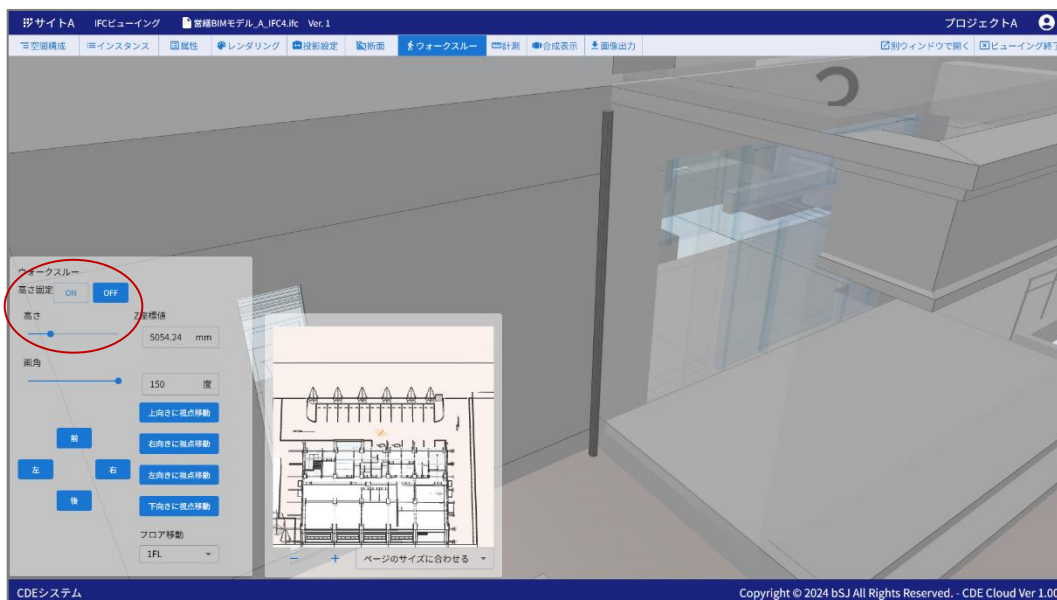 サイトA IFCビューイング 営繕BIMモデル_A_IFC4.ifc Ver. 1 プロジェクトA
空間構成 インスタンス 属性 レンダリング 投影設定 断面 ウォークスルー 計測 合成表示 画像出力 別ウィンドウで開く ビューイング終了
ウォークスルー
高さ固定 ON OFF
高さ Z座標値
5054.24 mm
画角
150 度
上向きに視点移動
前 右向きに視点移動
左 右 左向きに視点移動
後 下向きに視点移動
フロア移動
1FL
− + ページのサイズに合わせる
CDEシステム Copyright © 2024 bSJ All Rights Reserved. - CDE Cloud Ver 1.00